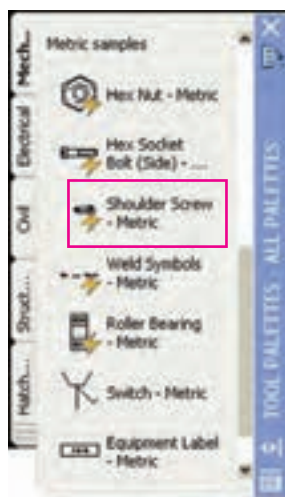 Metric samples
Hex Nut - Metric
Hex Socket
Bolt (Side) - ...
Shoulder Screw
- Metric
Weld Symbols
- Metric
Roller Bearing
- Metric
Switch - Metric
Equipment Label
- Metric
Mech...
Electrical
Civil
Struct...
Hatch...
TOOL PALETTES - ALL PALETTES